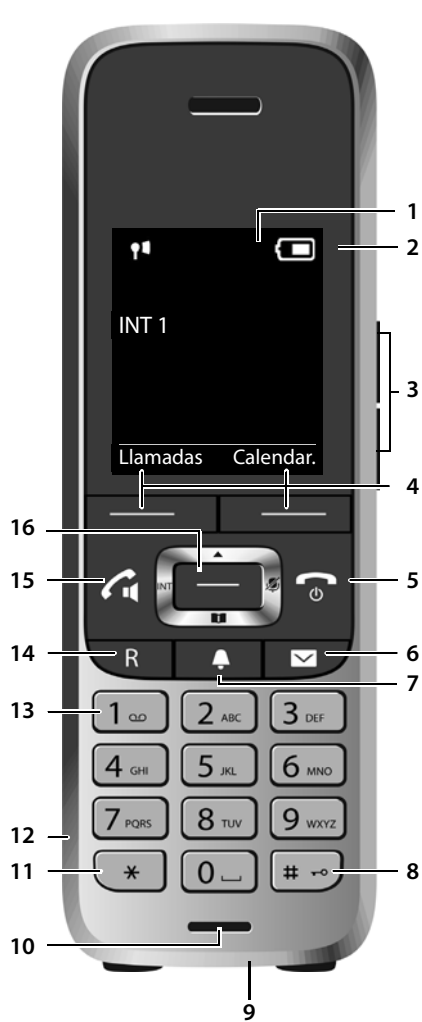 1
2
INT 1
3
Llamadas Calendar.
4
16
INT
15
5
14 R 6
7
13 1 2 ABC 3 DEF
4 GHI 5 JKL 6 MNO
7 PQRS 8 TUV 9 WXYZ
12
11 * 0 # 8
10
9